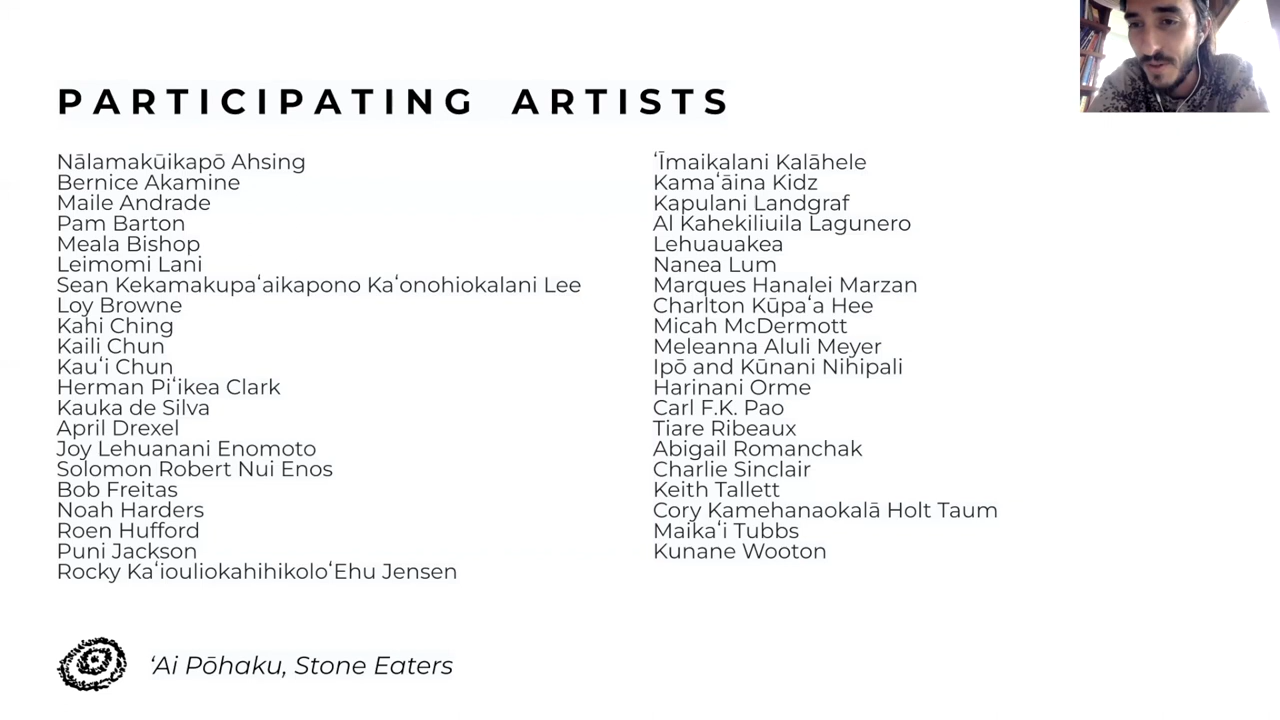 PARTICIPATING ARTISTS
Nālamakūikapō Ahsing
Bernice Akamine
Maile Andrade
Pam Barton
Meala Bishop
Leimomi Lani
Sean Kekamakupaʻaikapono Kaʻonohiokalani Lee
Loy Browne
Kahi Ching
Kaili Chun
Kauʻi Chun
Herman Piʻikea Clark
Kauka de Silva
April Drexel
Joy Lehuanani Enomoto
Solomon Robert Nui Enos
Bob Freitas
Noah Harders
Roen Hufford
Puni Jackson
Rocky KaʻiouliokahihikoloʻEhu Jensen
ʻĪmaikalani Kalāhele
Kamaʻāina Kidz
Kapulani Landgraf
Al Kahekiliuila Lagunero
Lehuauakea
Nanea Lum
Marques Hanalei Marzan
Charlton Kūpaʻa Hee
Micah McDermott
Meleanna Aluli Meyer
Ipō and Kūnani Nihipali
Harinani Orme
Carl F.K. Pao
Tiare Ribeaux
Abigail Romanchak
Charlie Sinclair
Keith Tallett
Cory Kamehanaokalā Holt Taum
Maikaʻi Tubbs
Kunane Wooton
ʻAi Pōhaku, Stone Eaters